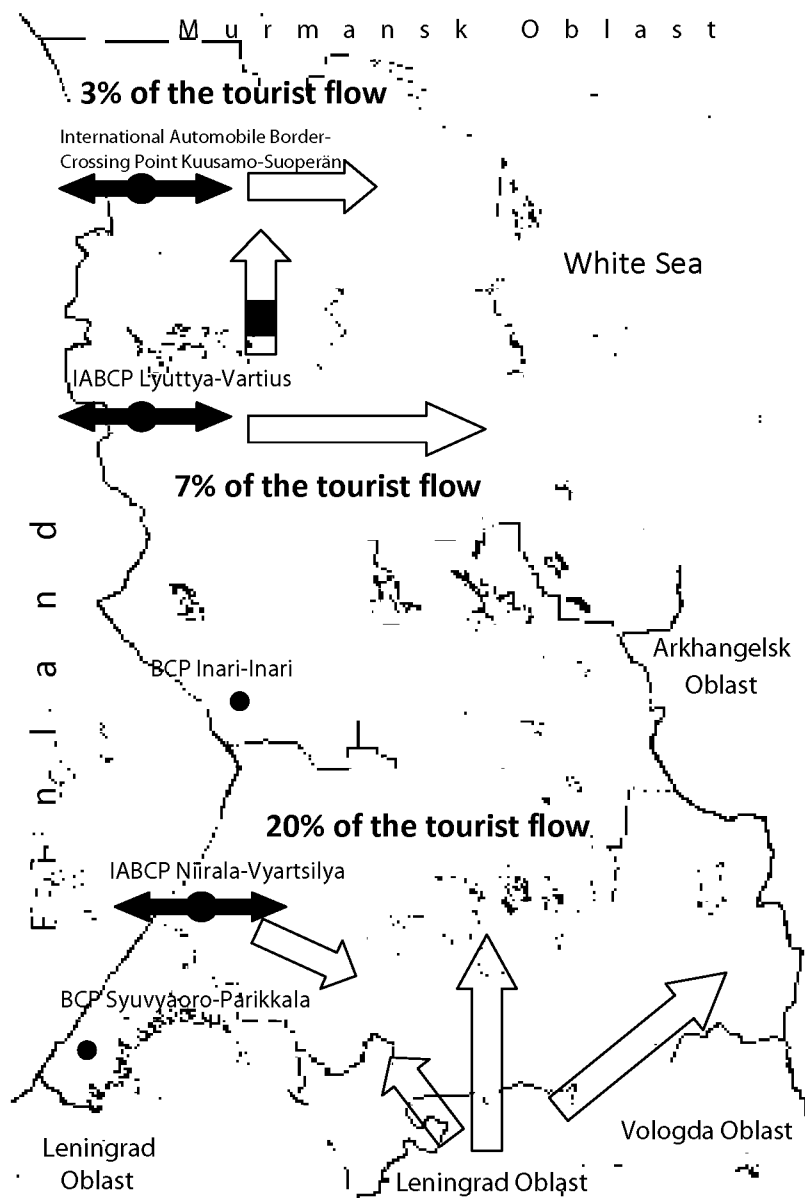 Murmansk Oblast
3% of the tourist flow
International Automobile Border-
Crossing Point Kuusamo-Suoperän
White Sea
IABCP Lyuttya-Vartius
7% of the tourist flow
Finland
Arkhangelsk
Oblast
BCP Inari-Inari
20% of the tourist flow
IABCP Niirala-Vyartsilya
BCP Syuvyaoro-Parikkala
Leningrad
Oblast
Vologda Oblast
Leningrad Oblast